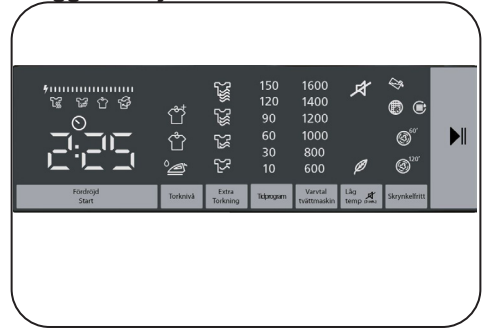 2:25
150 1600
120 1400
90 1200
60 1000
30 800
10 600
60'
120'
Fördröjd
Start
Torknivå
Extra
Torkning
Tidprogram
Varvtal
tvättmaskin
Låg
temp
Skrynkelfritt